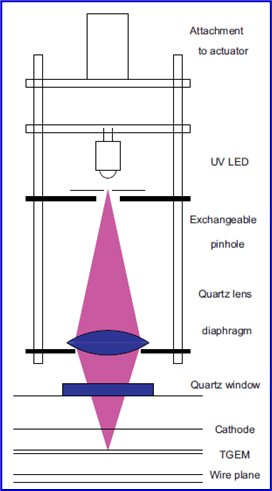 Attachment
to actuator
UV LED
Exchangeable
pinhole
Quartz lens
diaphragm
Quartz window
Cathode
TGEM
Wire plane